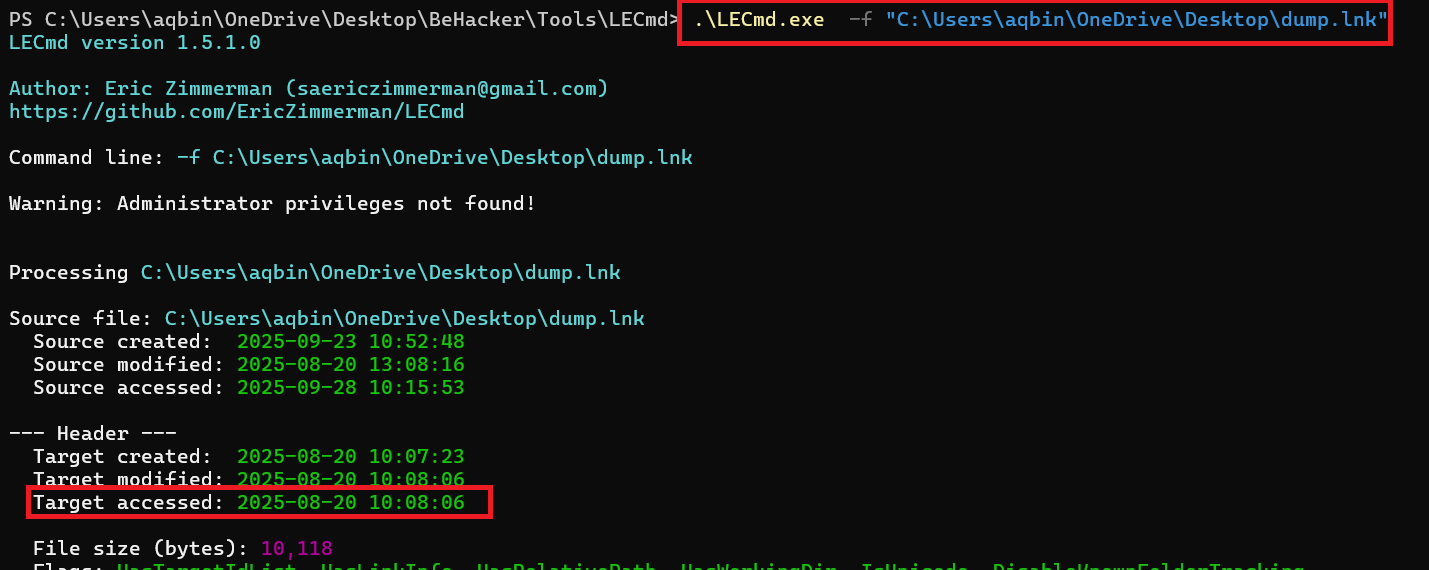 PS C:\Users\aqbin\OneDrive\Desktop\BeHacker\Tools\LECmd> .\LECmd.exe  -f "C:\Users\aqbin\OneDrive\Desktop\dump.lnk"
LECmd version 1.5.1.0
Author: Eric Zimmerman (saericzimmerman@gmail.com)
https://github.com/EricZimmerman/LECmd
Command line: -f C:\Users\aqbin\OneDrive\Desktop\dump.lnk
Warning: Administrator privileges not found!
Processing C:\Users\aqbin\OneDrive\Desktop\dump.lnk
Source file: C:\Users\aqbin\OneDrive\Desktop\dump.lnk
Source created:  2025-09-23 10:52:48
Source modified: 2025-08-20 13:08:16
Source accessed: 2025-09-28 10:15:53
--- Header ---
Target created:  2025-08-20 10:07:23
Target modified: 2025-08-20 10:08:06
Target accessed: 2025-08-20 10:08:06
File size (bytes): 10,118
Flags: HasTargetIdList, HasLinkInfo, HasRelativePath, HasWorkingDir, IsUnicode, DisableKnownFolderTracking